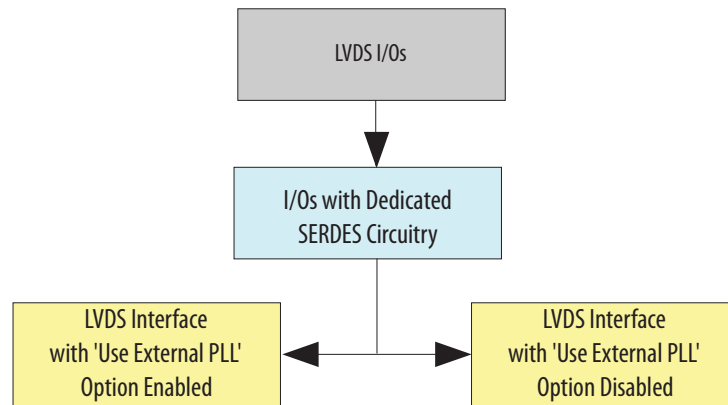 LVDS I/Os
I/Os with Dedicated
SERDES Circuitry
LVDS Interface
with 'Use External PLL'
Option Enabled
LVDS Interface
with 'Use External PLL'
Option Disabled